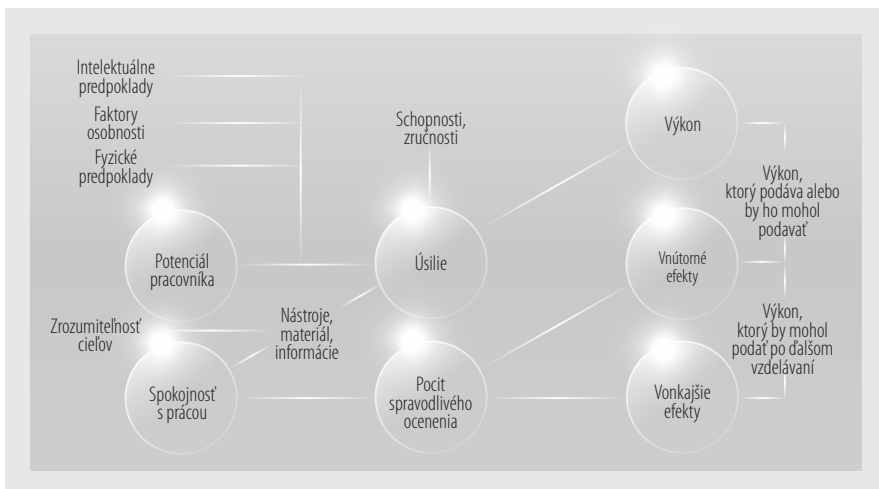 Intelektuálne
predpoklady
Faktory
osobnosti
Fyzické
predpoklady
Schopnosti,
zručnosti
Výkon
Výkon,
ktorý podáva alebo
by ho mohol
podavať
Potenciál
pracovníka
Úsilie
Vnútorné
efekty
Zrozumiteľnosť
cieľov
Nástroje,
materiál,
informácie
Výkon,
ktorý by mohol
podať po ďalšom
vzdelávaní
Spokojnosť
s prácou
Pocit
spravodlivého
ocenenia
Vonkajšie
efekty